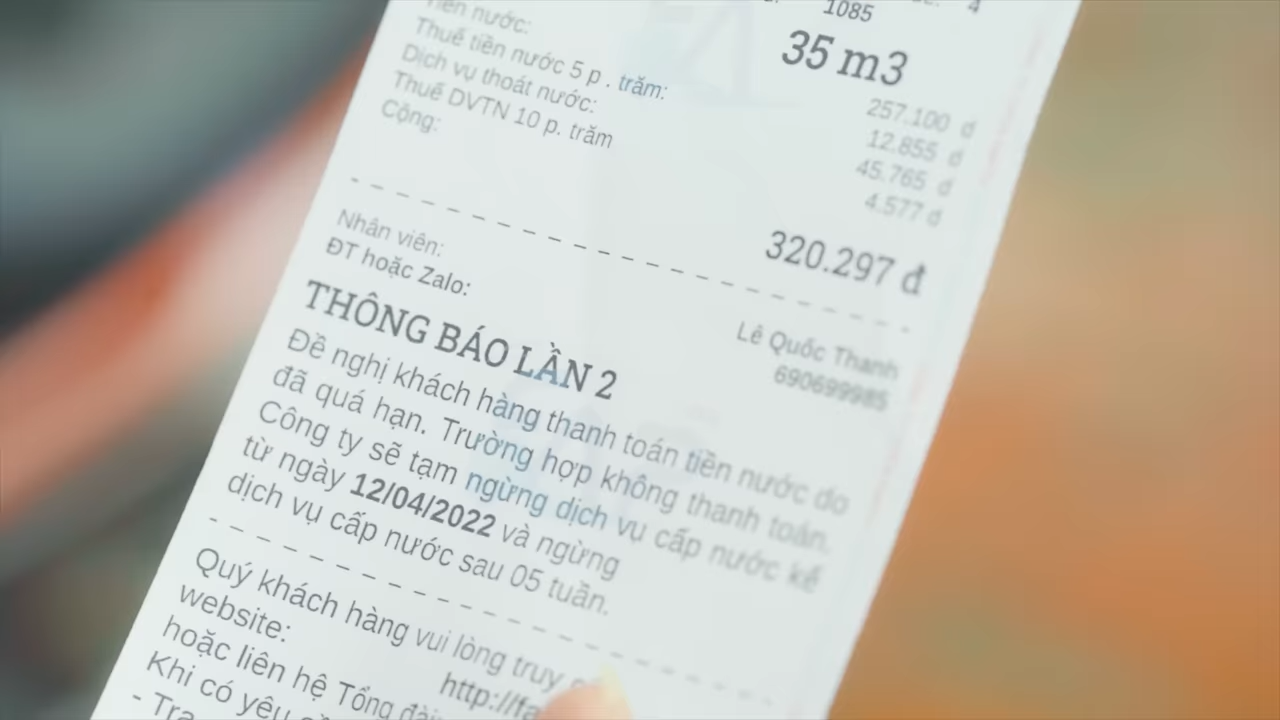 1085
35 m3
Tiền nước: 257.100 đ
Thuế tiền nước 5 p . trăm: 12.855 đ
Dịch vụ thoát nước: 45.765 đ
Thuế DVTN 10 p. trăm 4.577 đ
Cộng: 320.297 đ
Nhân viên: Lê Quốc Thanh
ĐT hoặc Zalo: 690699985
THÔNG BÁO LẦN 2
Đề nghị khách hàng thanh toán tiền nước do
đã quá hạn. Trường hợp không thanh toán,
Công ty sẽ tạm ngừng dịch vụ cấp nước kể
từ ngày 12/04/2022 và ngừng
dịch vụ cấp nước sau 05 tuần.
Quý khách hàng vui lòng truy
website: http://fa
hoặc liên hệ Tổng đài
Khi có yêu
- Tra